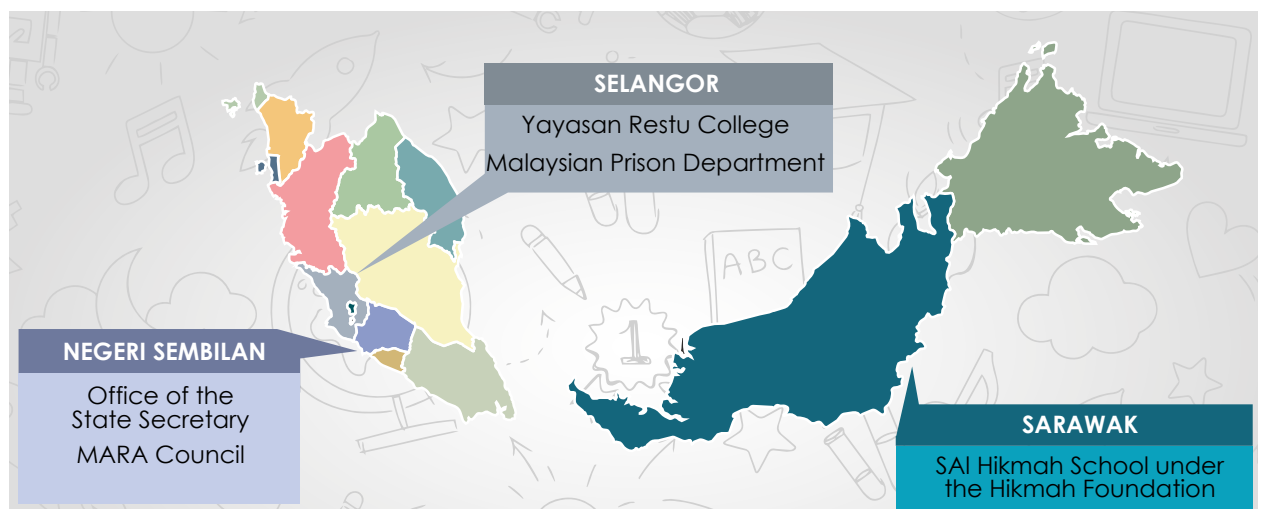 SELANGOR
Yayasan Restu College
Malaysian Prison Department
ABC
1
NEGERI SEMBILAN
Office of the
State Secretary
MARA Council
SARAWAK
SAI Hikmah School under
the Hikmah Foundation